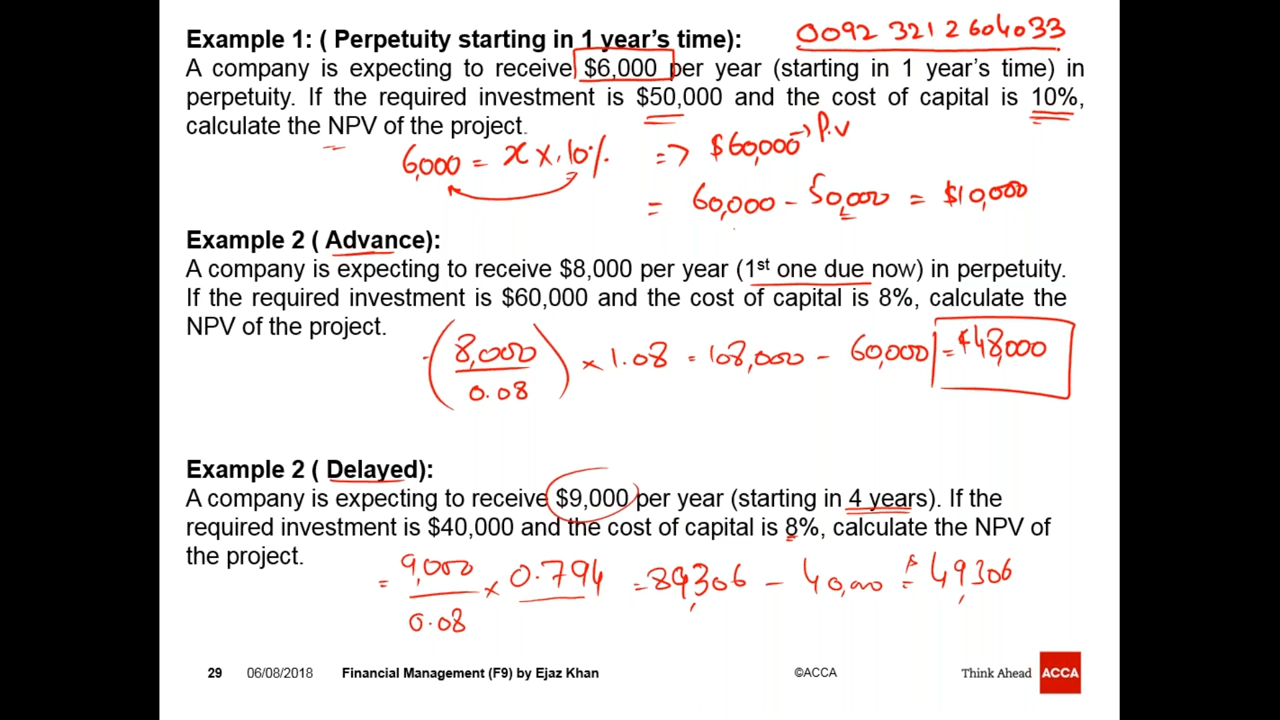 0092 321 2604033
Example 1: ( Perpetuity starting in 1 year's time):
A company is expecting to receive $6,000 per year (starting in 1 year's time) in
perpetuity. If the required investment is $50,000 and the cost of capital is 10%,
calculate the NPV of the project.
6,000 = x x .10% => $60,000 → P.V
= 60,000 - 50,000 = $10,000
Example 2 ( Advance):
A company is expecting to receive $8,000 per year (1st one due now) in perpetuity.
If the required investment is $60,000 and the cost of capital is 8%, calculate the
NPV of the project.
(8,000 / 0.08) x 1.08 = 108,000 - 60,000 = $48,000
Example 2 ( Delayed):
A company is expecting to receive $9,000 per year (starting in 4 years). If the
required investment is $40,000 and the cost of capital is 8%, calculate the NPV of
the project.
= 9,000 / 0.08 x 0.794 = 89,306 - 40,000 = $49,306
29 06/08/2018 Financial Management (F9) by Ejaz Khan ©ACCA Think Ahead ACCA